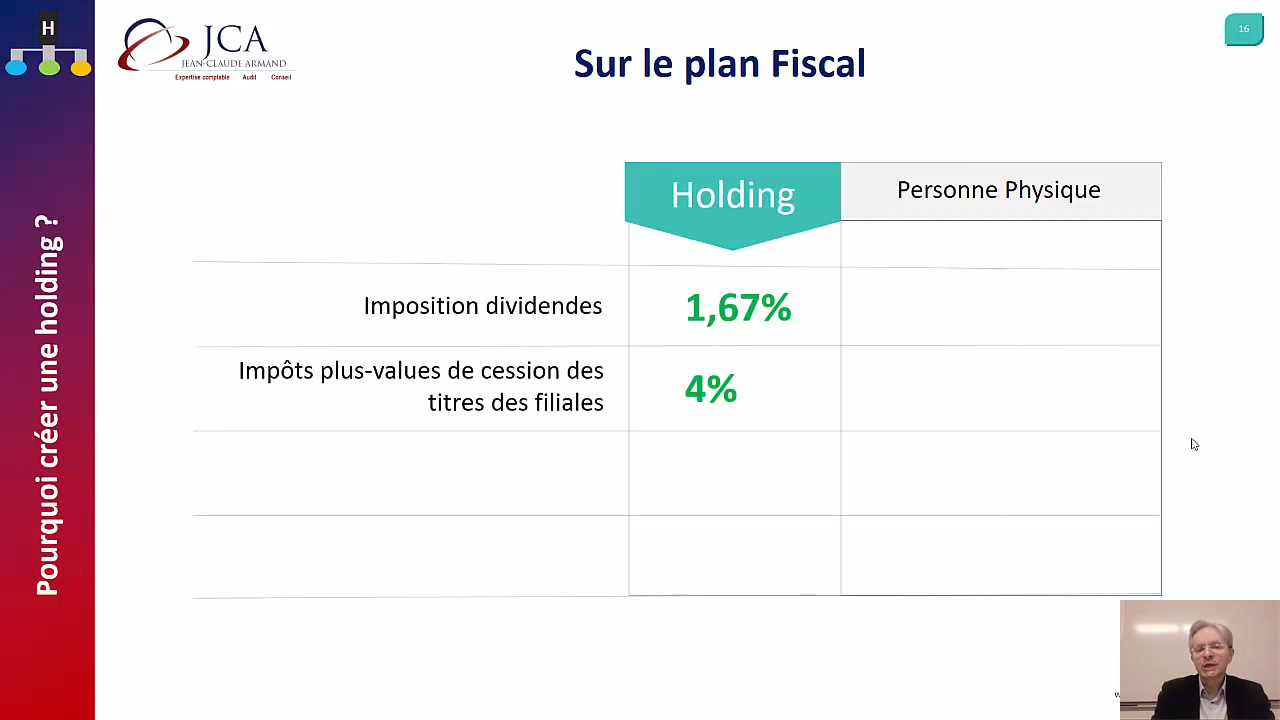 H
JCA
JEAN-CLAUDE ARMAND
Expertise comptable Audit Conseil
Sur le plan Fiscal
16
Pourquoi créer une holding ?
Holding
Personne Physique
Imposition dividendes
1,67%
Impôts plus-values de cession des
titres des filiales
4%